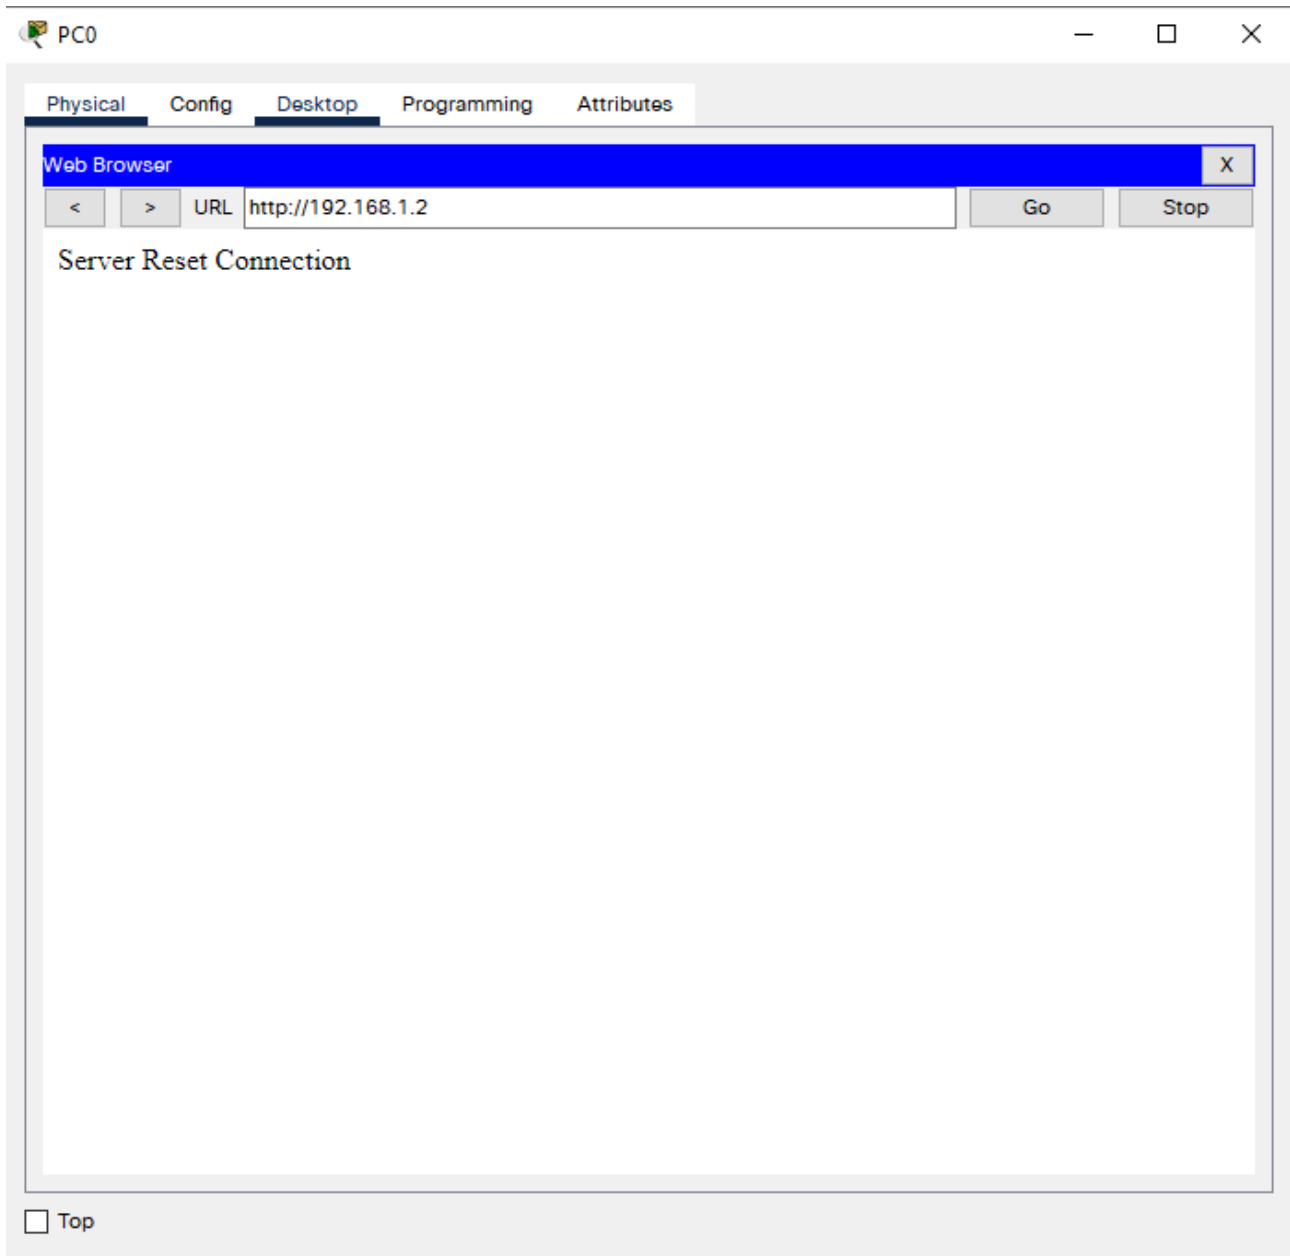 PC0
Physical Config Desktop Programming Attributes
Web Browser X
< > URL http://192.168.1.2 Go Stop
Server Reset Connection
Top